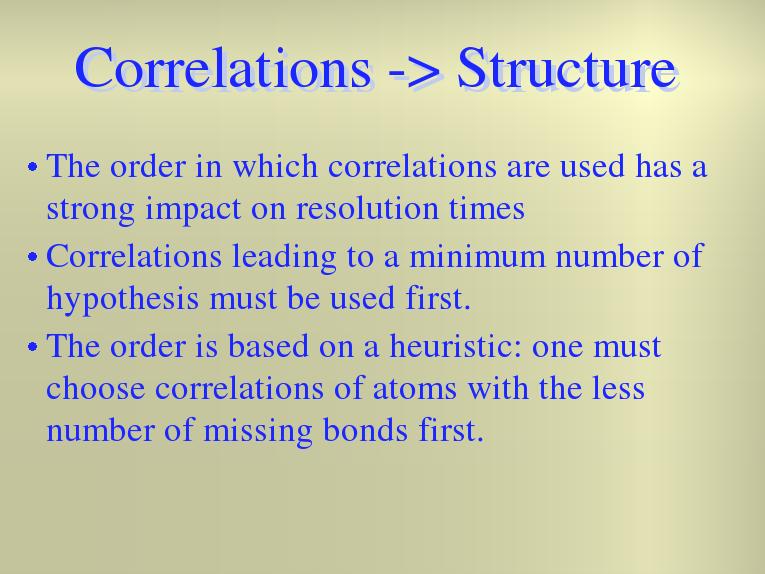 Correlations -> Structure
• The order in which correlations are used has a
strong impact on resolution times
• Correlations leading to a minimum number of
hypothesis must be used first.
• The order is based on a heuristic: one must
choose correlations of atoms with the less
number of missing bonds first.